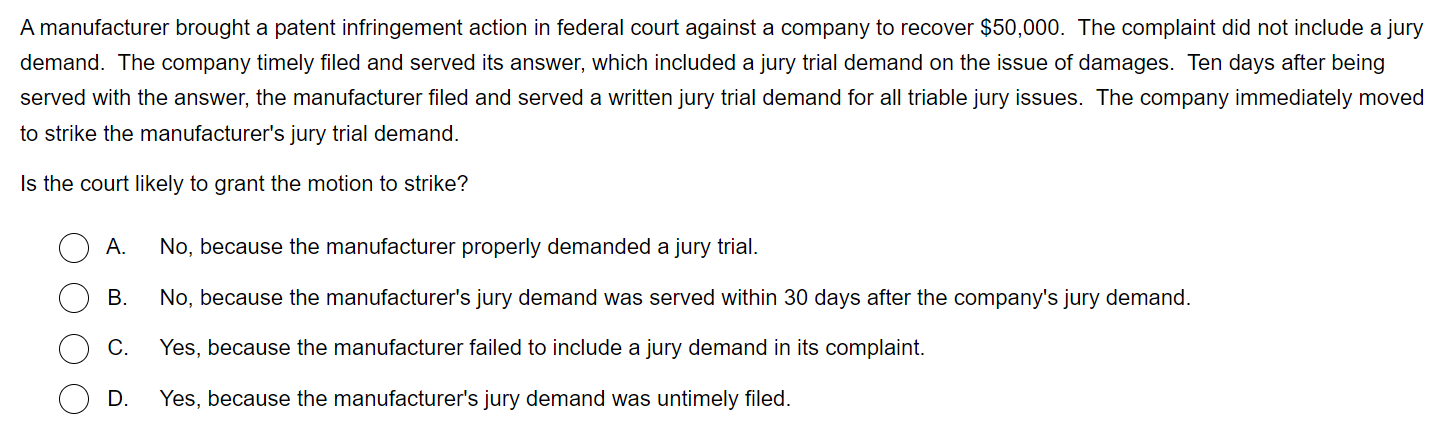 A manufacturer brought a patent infringement action in federal court against a company to recover $50,000.  The complaint did not include a jury
demand.  The company timely filed and served its answer, which included a jury trial demand on the issue of damages.  Ten days after being
served with the answer, the manufacturer filed and served a written jury trial demand for all triable jury issues.  The company immediately moved
to strike the manufacturer's jury trial demand.
Is the court likely to grant the motion to strike?
A. No, because the manufacturer properly demanded a jury trial.
B. No, because the manufacturer's jury demand was served within 30 days after the company's jury demand.
C. Yes, because the manufacturer failed to include a jury demand in its complaint.
D. Yes, because the manufacturer's jury demand was untimely filed.